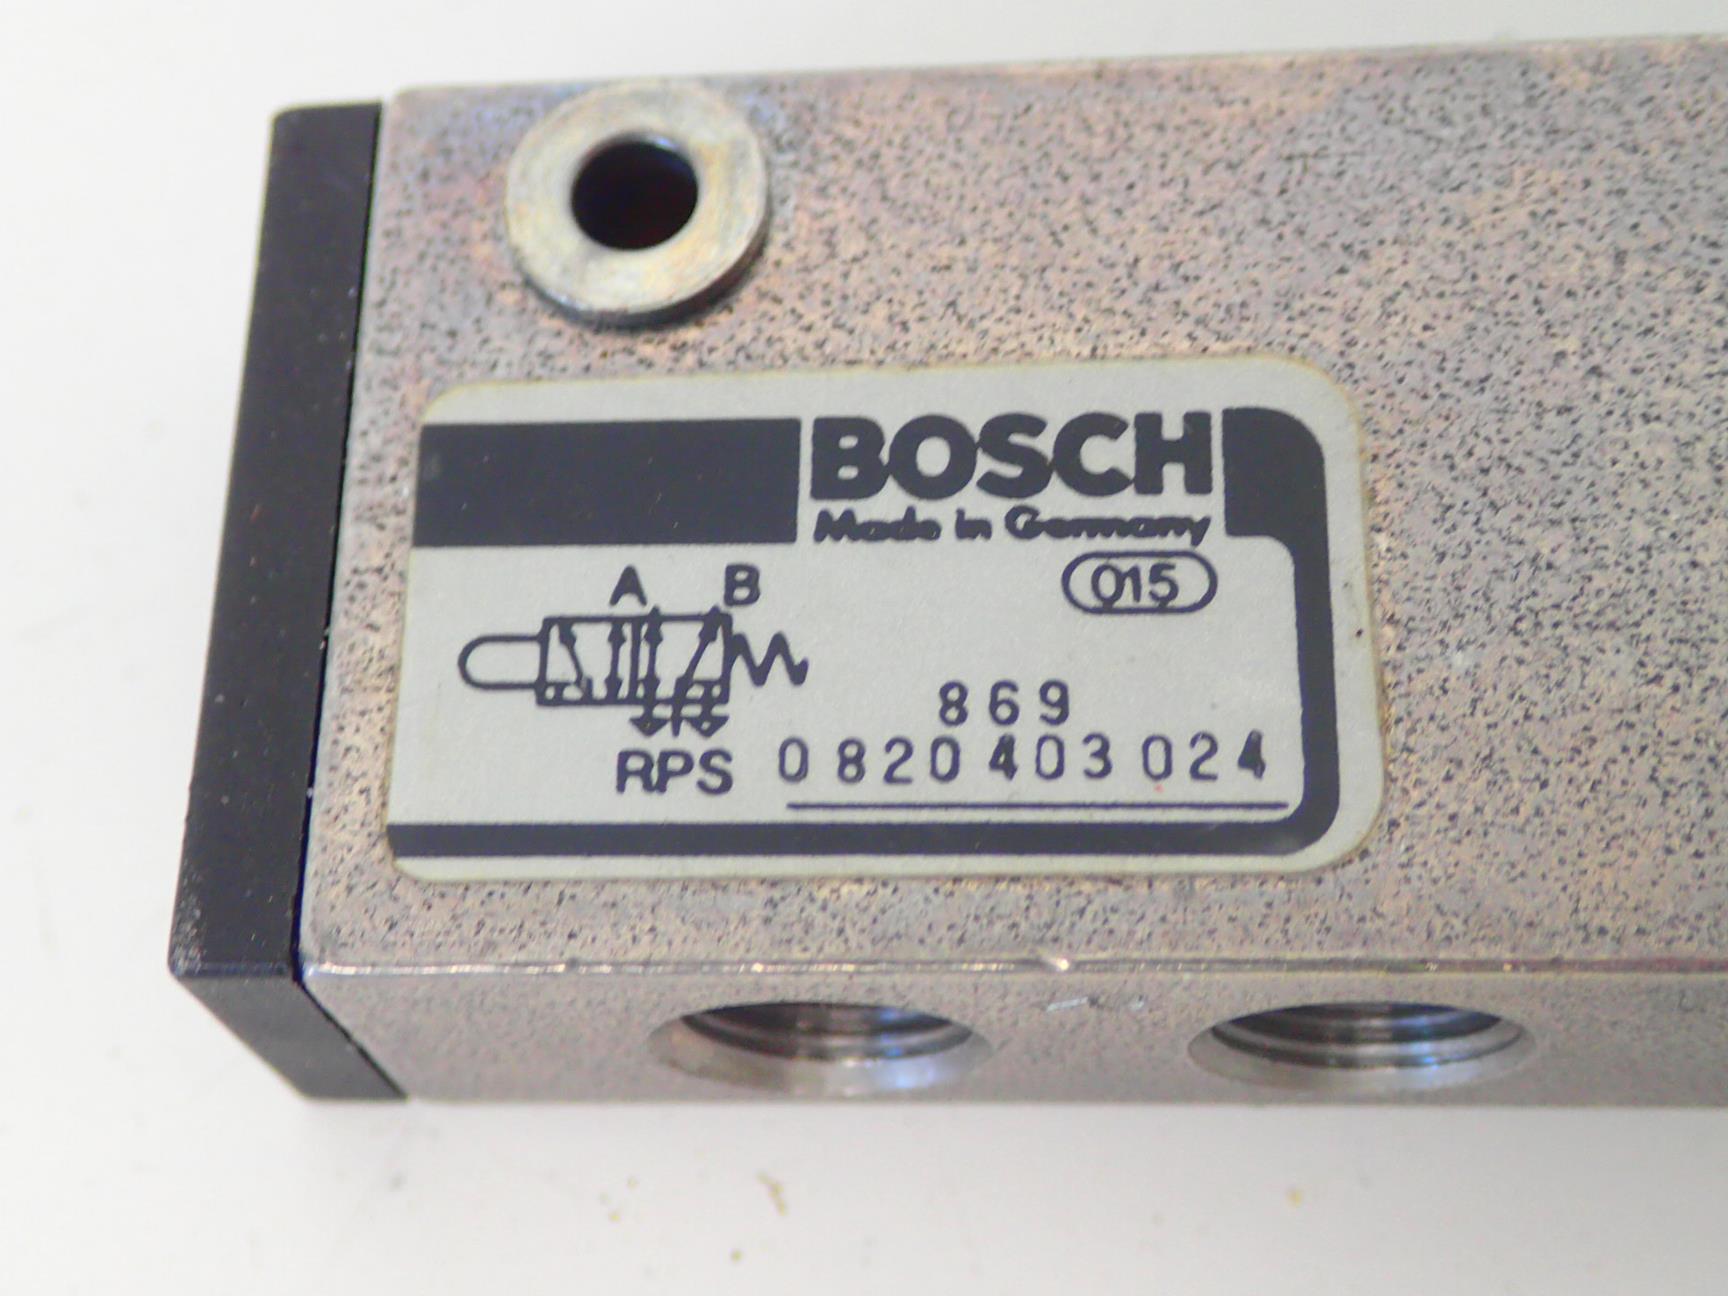 BOSCH
Made in Germany
A B
015
869
RPS 0 820 403 024